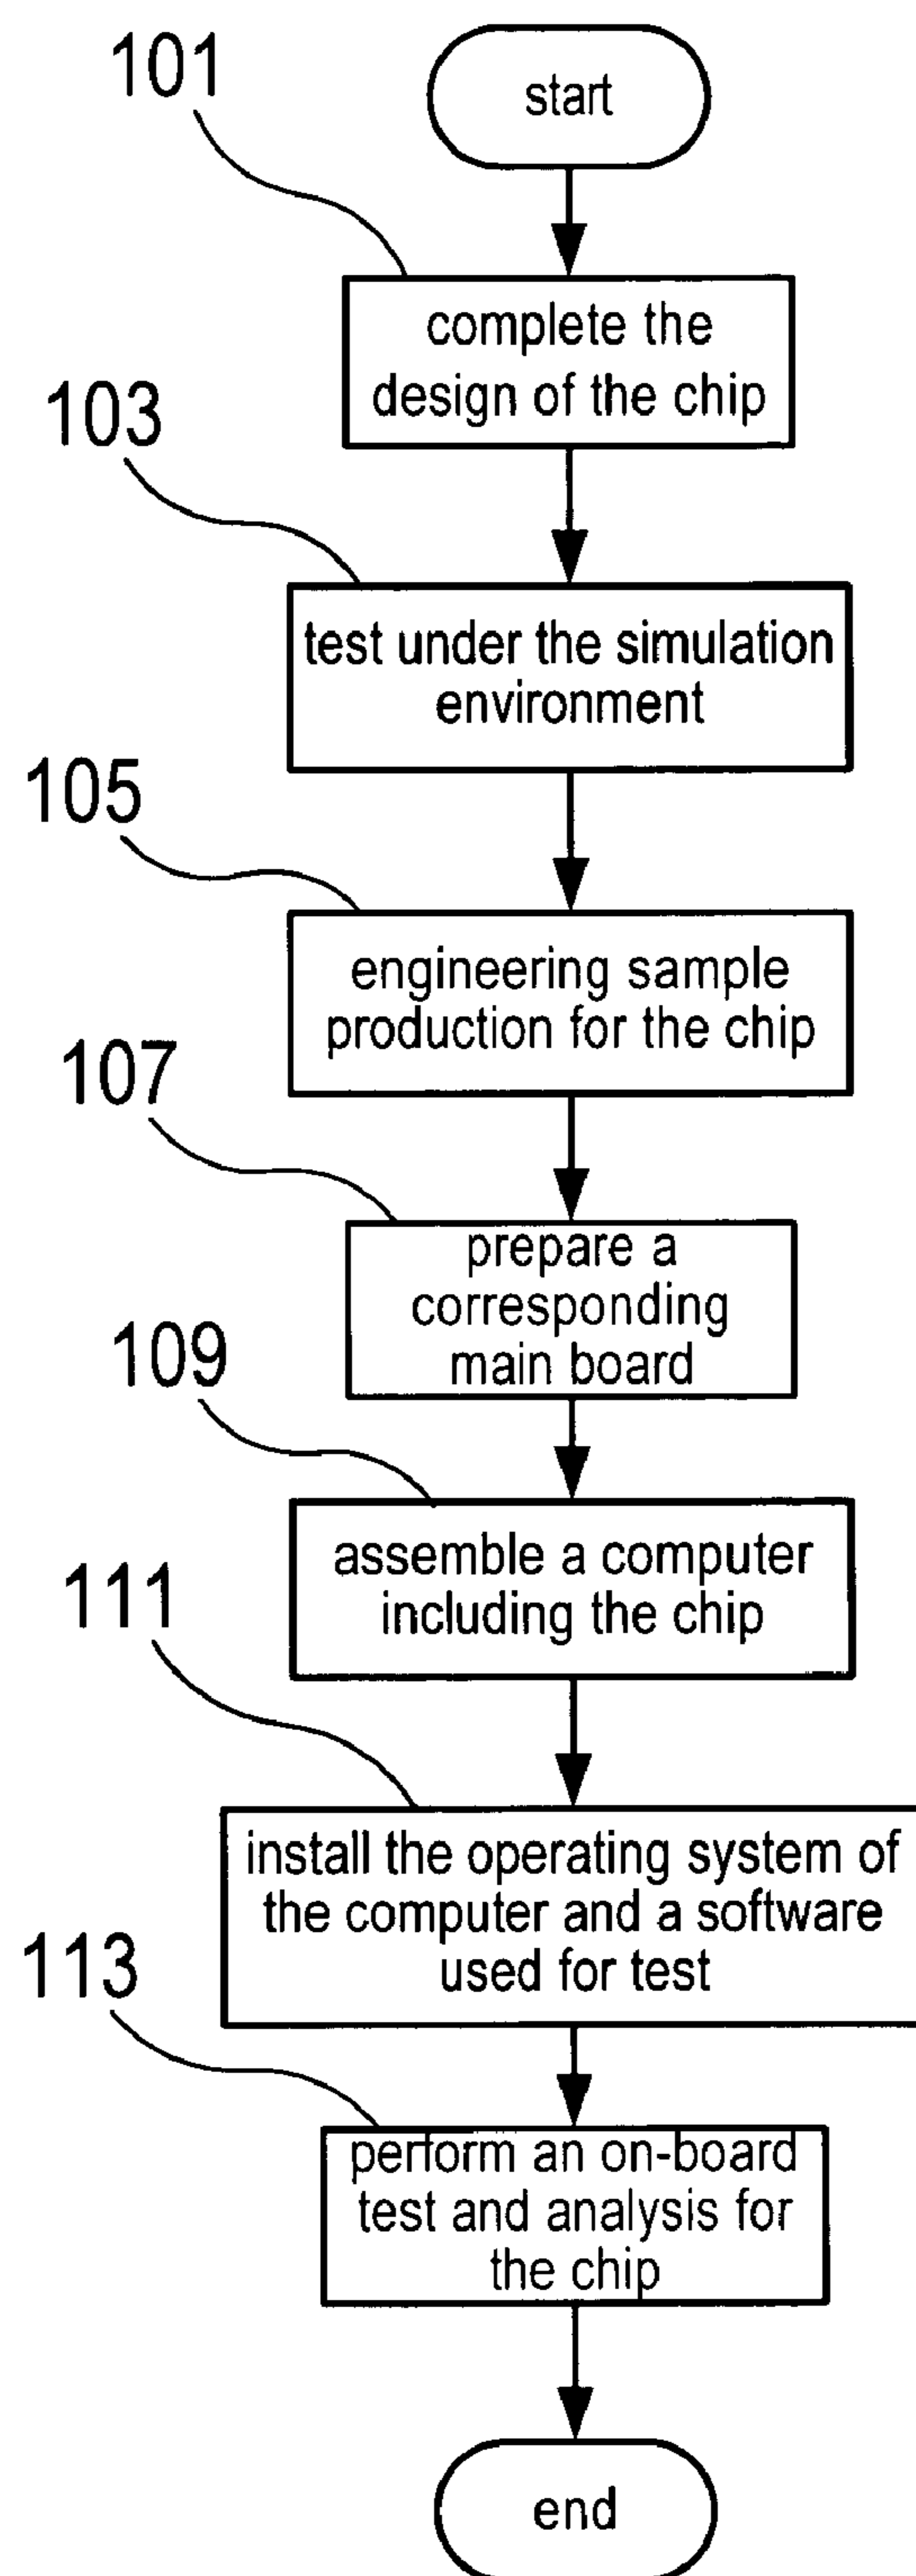 101
start
complete the
design of the chip
103
test under the simulation
environment
105
engineering sample
production for the chip
107
prepare a
corresponding
main board
109
assemble a computer
including the chip
111
install the operating system of
the computer and a software
used for test
113
perform an on-board
test and analysis for
the chip
end